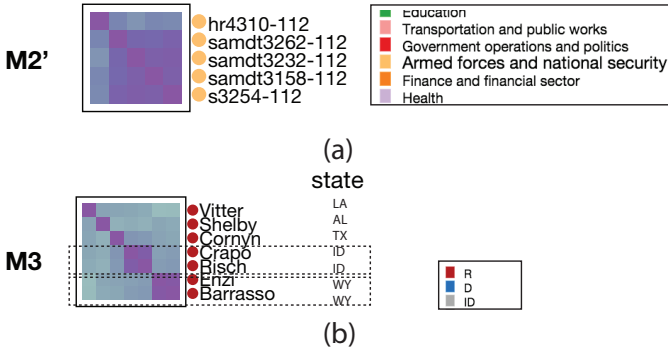 M2'
hr4310-112
samdt3262-112
samdt3232-112
samdt3158-112
s3254-112
Education
Transportation and public works
Government operations and politics
Armed forces and national security
Finance and financial sector
Health
(a)
state
M3
Vitter LA
Shelby AL
Cornyn TX
Crapo ID
Risch ID
Enzi WY
Barrasso WY
R
D
ID
(b)